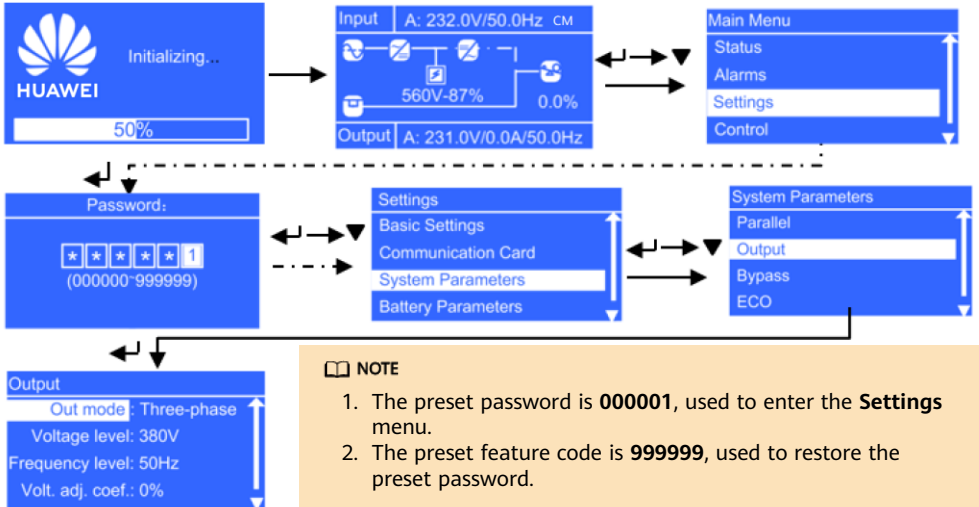 HUAWEI
Initializing...
50%
Input A: 232.0V/50.0Hz CM
560V-87%
0.0%
Output A: 231.0V/0.0A/50.0Hz
Main Menu
Status
Alarms
Settings
Control
Password:
* * * * * 1
(000000~999999)
Settings
Basic Settings
Communication Card
System Parameters
Battery Parameters
System Parameters
Parallel
Output
Bypass
ECO
Output
Out mode : Three-phase
Voltage level: 380V
Frequency level: 50Hz
Volt. adj. coef.: 0%
NOTE
1. The preset password is 000001, used to enter the Settings
menu.
2. The preset feature code is 999999, used to restore the
preset password.